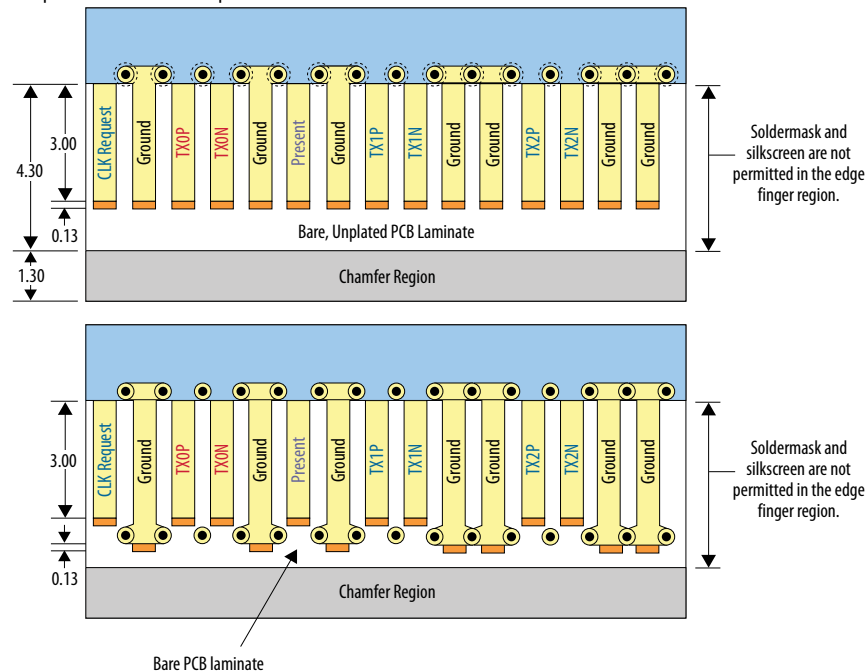 3.00
4.30
0.13
1.30
CLK Request
Ground
TX0P
TX0N
Ground
Present
Ground
TX1P
TX1N
Ground
Ground
TX2P
TX2N
Ground
Ground
Bare, Unplated PCB Laminate
Chamfer Region
Soldermask and
silkscreen are not
permitted in the edge
finger region.
3.00
0.13
CLK Request
Ground
TX0P
TX0N
Ground
Present
Ground
TX1P
TX1N
Ground
Ground
TX2P
TX2N
Ground
Ground
Chamfer Region
Soldermask and
silkscreen are not
permitted in the edge
finger region.
Bare PCB laminate